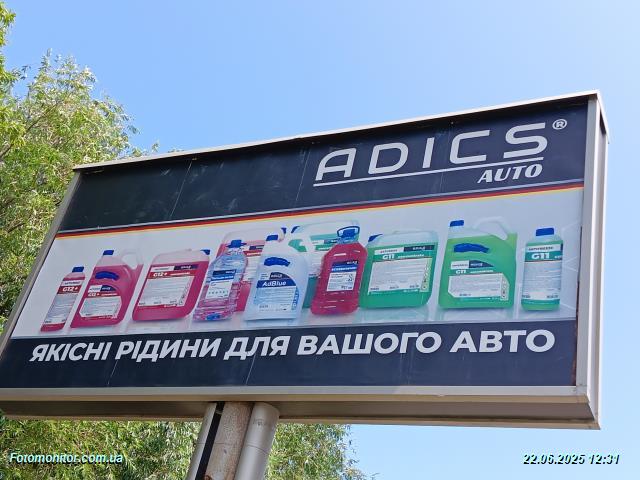 ADICS®
AUTO
G12+
G12+
G12+
AdBlue
G11
G11
G11
ЯКІСНІ РІДИНИ ДЛЯ ВАШОГО АВТО
Fotomonitor.com.ua
22.06.2025 12:31